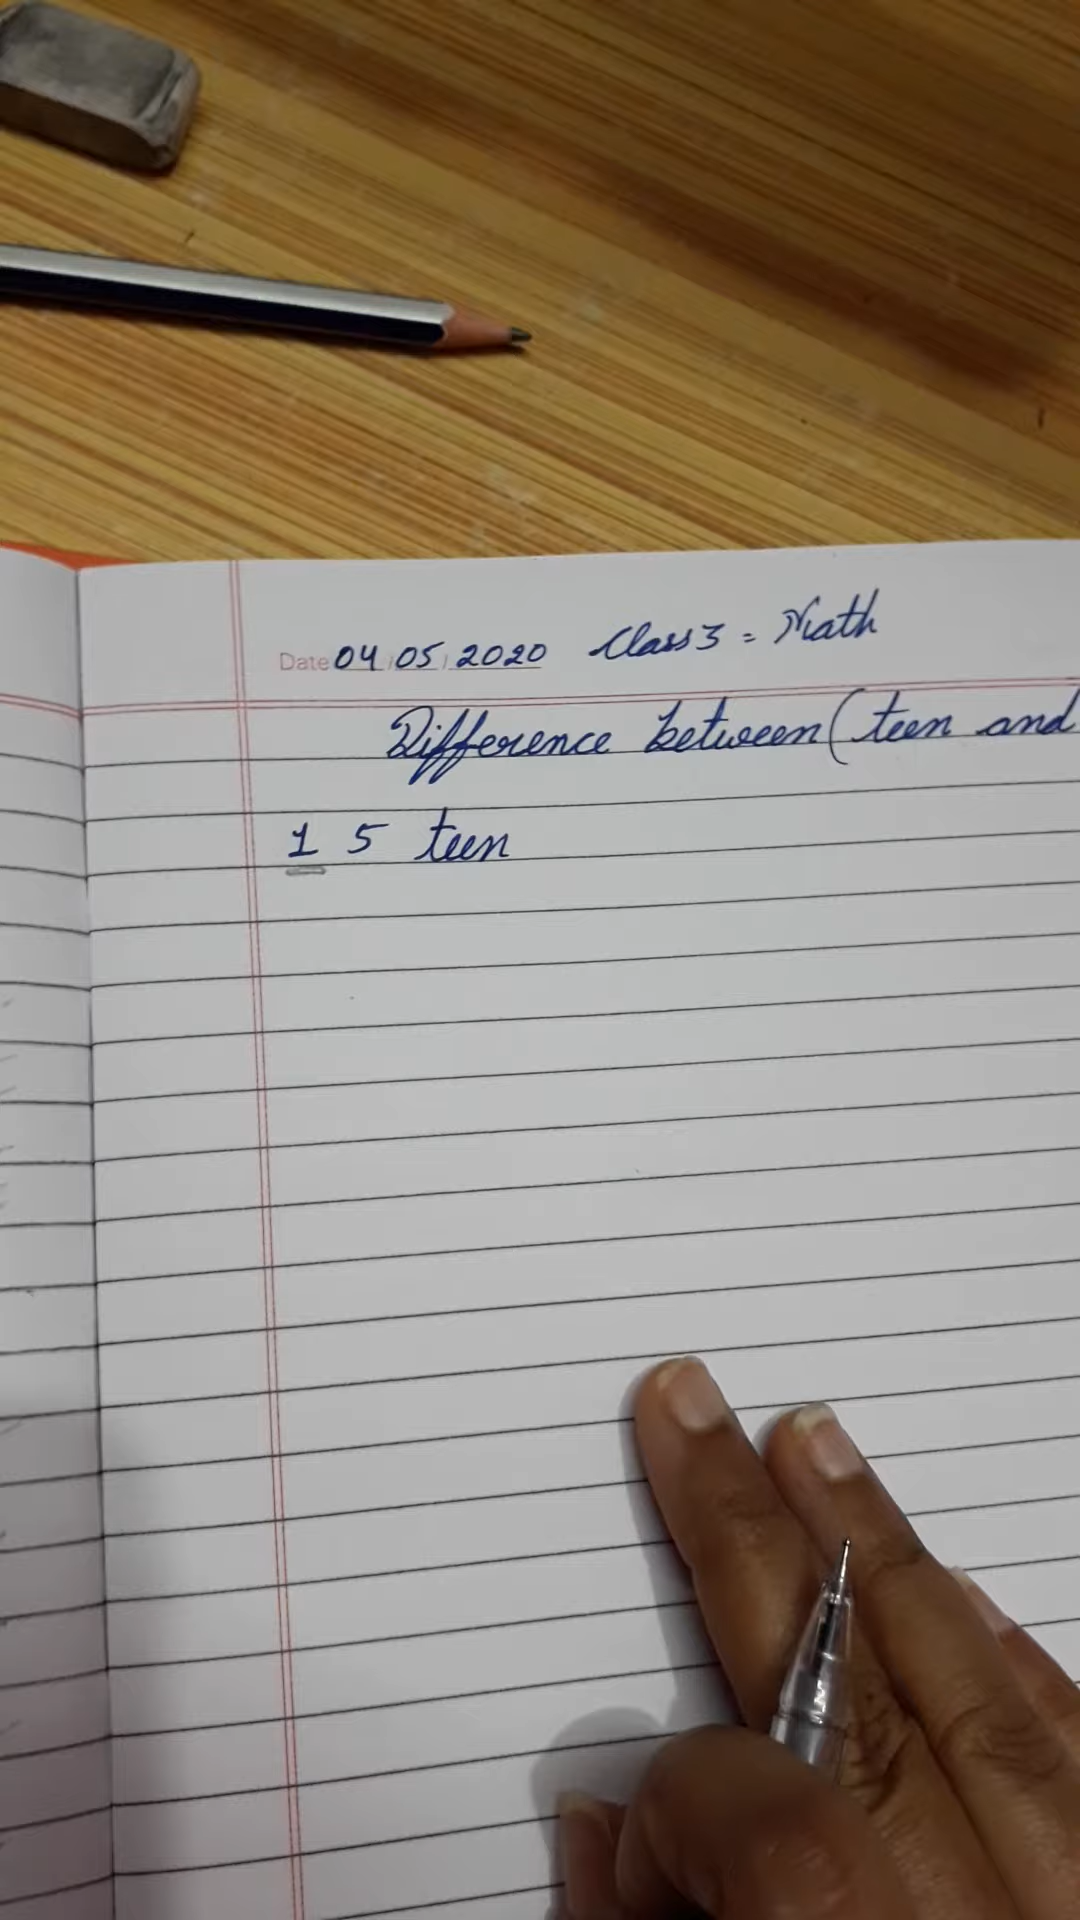 Date 04 05 2020 Class 3 = Math
Difference between (teen and
1 5 teen